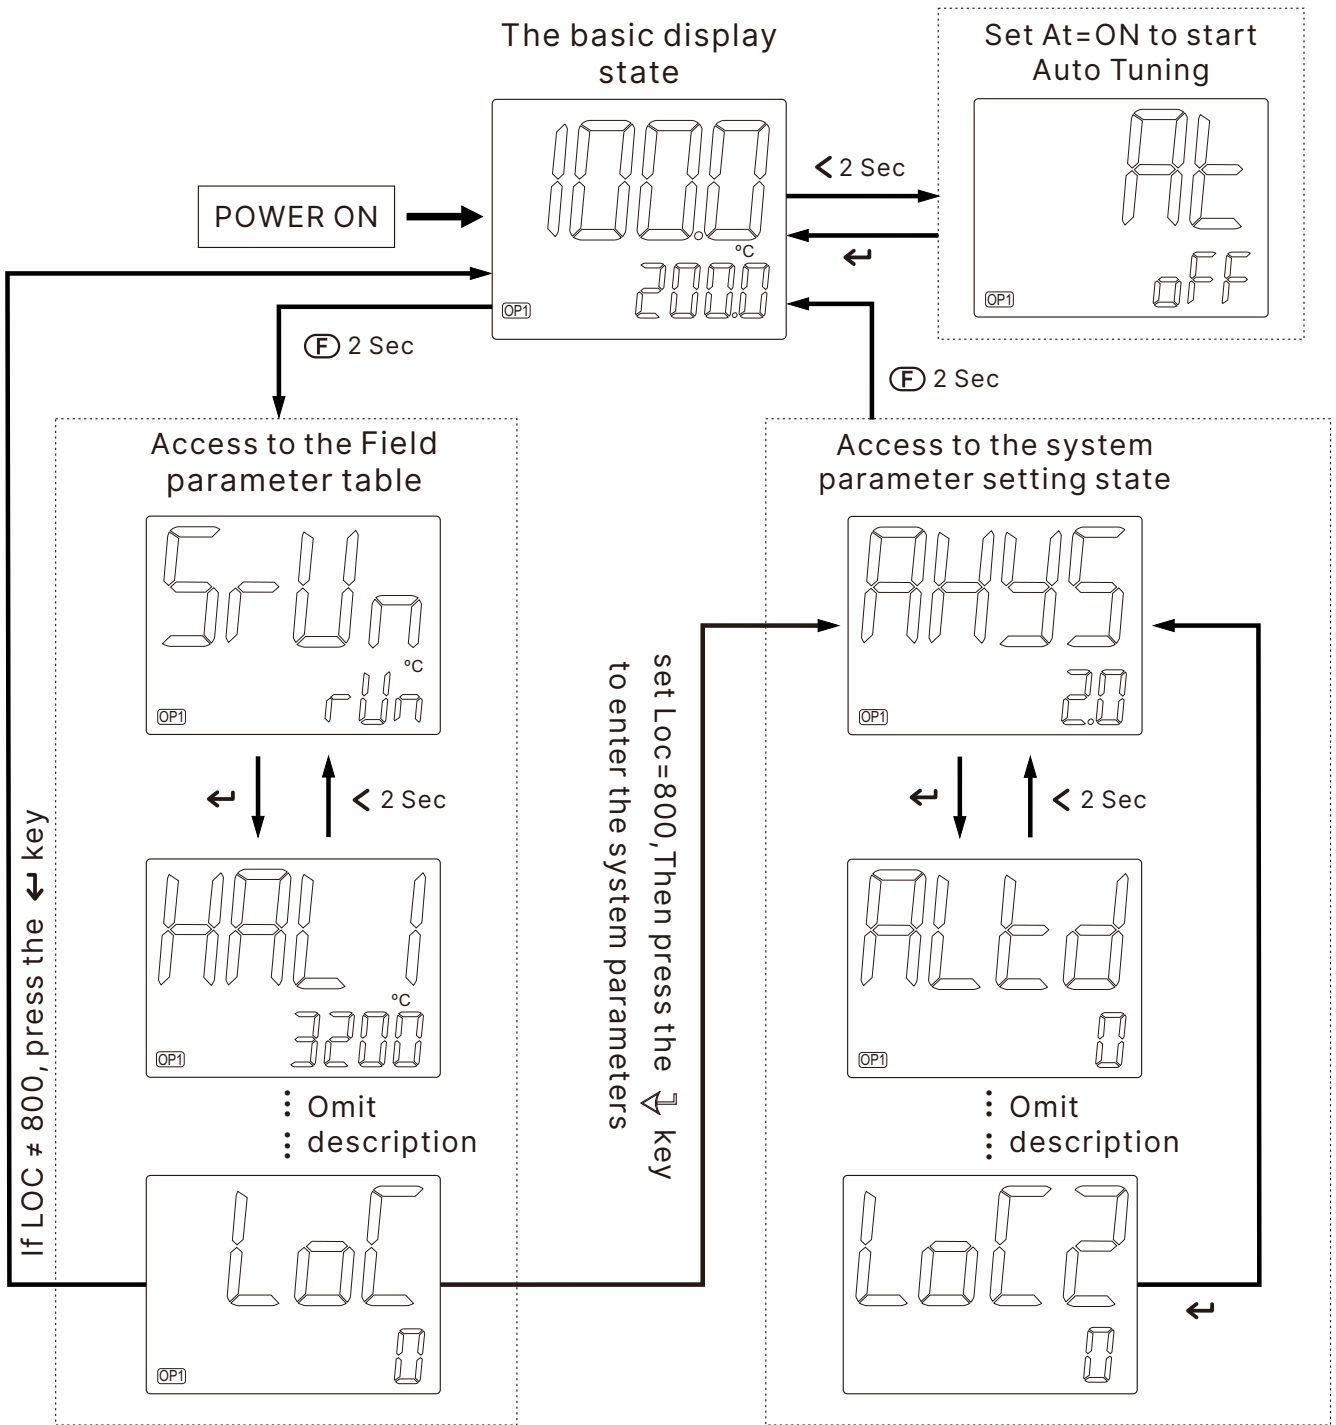 The basic display
state
Set At=ON to start
Auto Tuning
POWER ON
100.0
°C
200.0
OP1
< 2 Sec
↵
At
oFF
OP1
Ⓕ 2 Sec
Ⓕ 2 Sec
Access to the Field
parameter table
SrUn
°C
rUn
OP1
↵
< 2 Sec
HAL1
°C
3200
OP1
Omit
description
LoC
0
OP1
If LOC ≠ 800, press the ↵ key
set Loc=800,Then press the ↵ key
to enter the system parameters
Access to the system
parameter setting state
AHYS
2.0
OP1
↵
< 2 Sec
ALtd
0
OP1
Omit
description
LoC2
0
↵